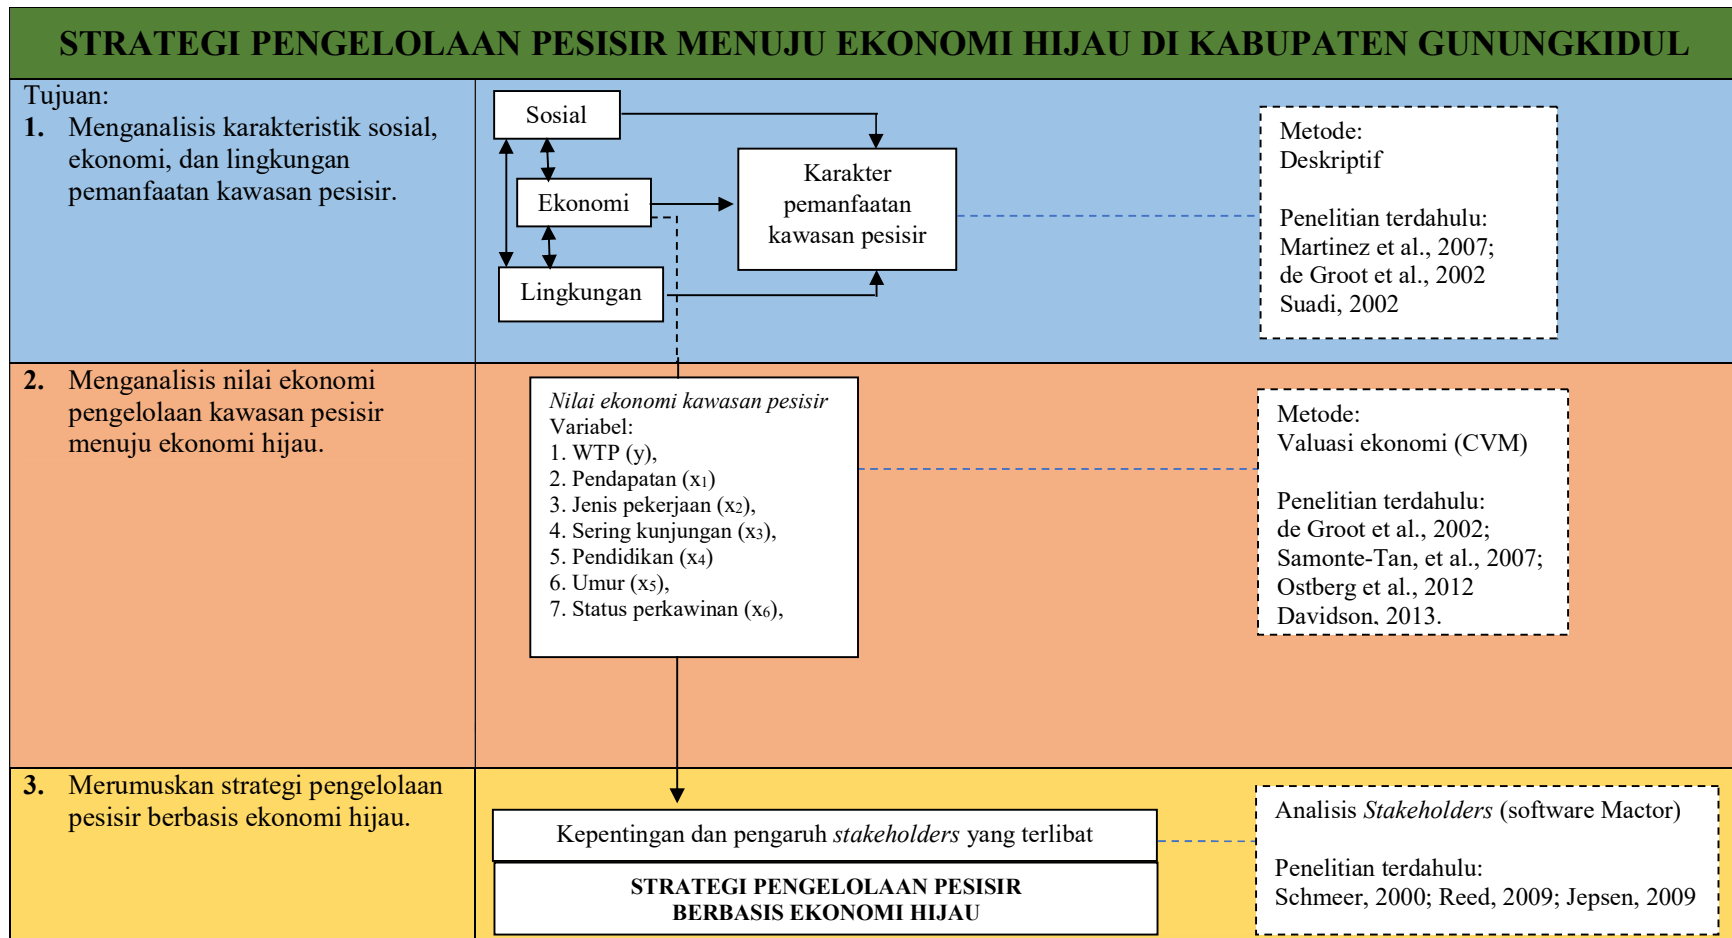 STRATEGI PENGELOLAAN PESISIR MENUJU EKONOMI HIJAU DI KABUPATEN GUNUNGKIDUL
Tujuan:
1. Menganalisis karakteristik sosial,
ekonomi, dan lingkungan
pemanfaatan kawasan pesisir.
Sosial
Ekonomi
Lingkungan
Karakter
pemanfaatan
kawasan pesisir
Metode:
Deskriptif
Penelitian terdahulu:
Martinez et al., 2007;
de Groot et al., 2002
Suadi, 2002
2. Menganalisis nilai ekonomi
pengelolaan kawasan pesisir
menuju ekonomi hijau.
Nilai ekonomi kawasan pesisir
Variabel:
1. WTP (y),
2. Pendapatan (x1)
3. Jenis pekerjaan (x2),
4. Sering kunjungan (x3),
5. Pendidikan (x4)
6. Umur (x5),
7. Status perkawinan (x6),
Metode:
Valuasi ekonomi (CVM)
Penelitian terdahulu:
de Groot et al., 2002;
Samonte-Tan, et al., 2007;
Ostberg et al., 2012
Davidson, 2013.
3. Merumuskan strategi pengelolaan
pesisir berbasis ekonomi hijau.
Kepentingan dan pengaruh stakeholders yang terlibat
STRATEGI PENGELOLAAN PESISIR
BERBASIS EKONOMI HIJAU
Analisis Stakeholders (software Mactor)
Penelitian terdahulu:
Schmeer, 2000; Reed, 2009; Jepsen, 2009